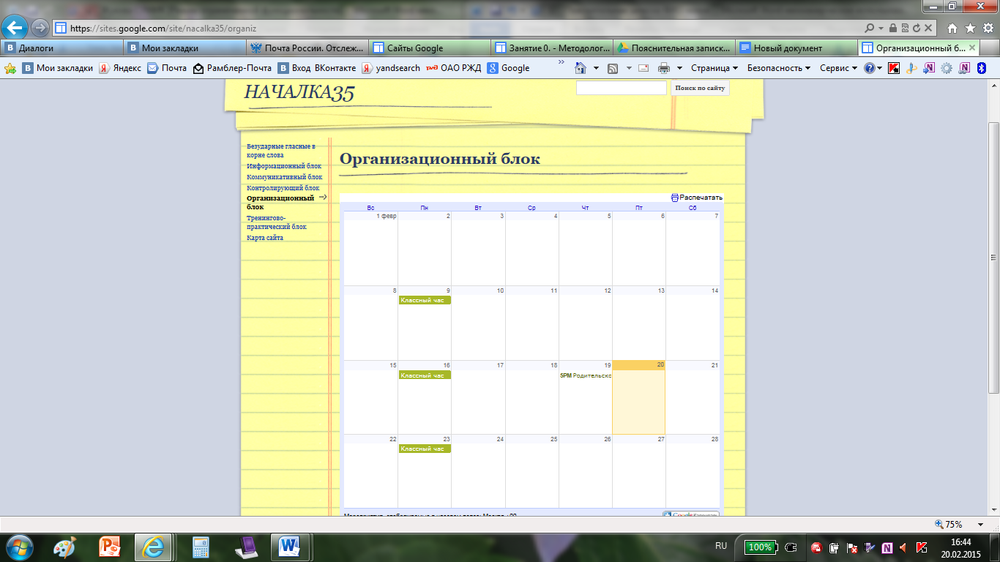 https://sites.google.com/site/nacalka35/organiz
Диалоги
Мои закладки
Почта России. Отслеж...
Сайты Google
Занятие 0. - Методолог...
Пояснительная записк...
Новый документ
Организационный б...
Мои закладки
Яндекс
Почта
Рамблер-Почта
Вход ВКонтакте
yandsearch
ОАО РЖД
Google
Страница
Безопасность
Сервис
НАЧАЛКА35
Поиск по сайту
Безударные гласные в
корне слова
Информационный блок
Коммуникативный блок
Контролирующий блок
Организационный
блок
Тренингово-
практический блок
Карта сайта
Организационный блок
Распечатать
Вс Пн Вт Ср Чт Пт Сб
1 февр 2 3 4 5 6 7
8 9 10 11 12 13 14
Классный час
15 16 17 18 19 20 21
Классный час
5PM Родительско
22 23 24 25 26 27 28
Классный час
75%
RU
100%
16:44
20.02.2015